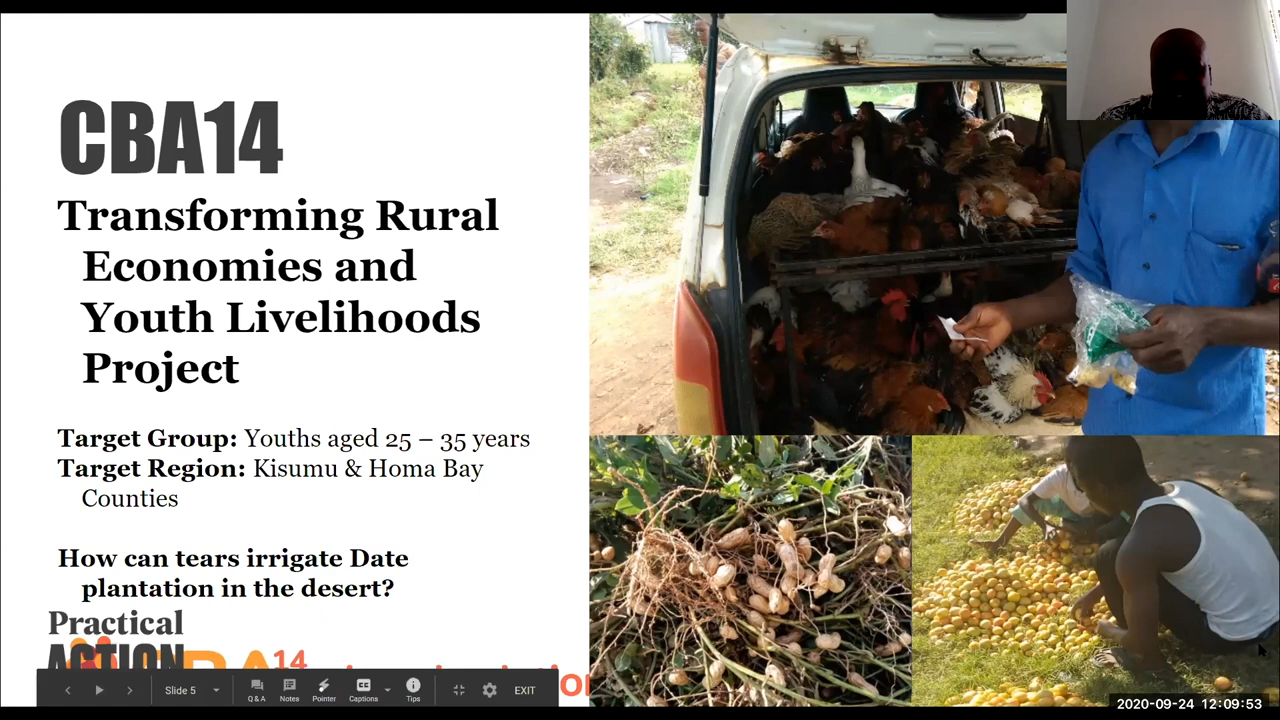 CBA14
Transforming Rural
Economies and
Youth Livelihoods
Project
Target Group: Youths aged 25 – 35 years
Target Region: Kisumu & Homa Bay
Counties
How can tears irrigate Date
plantation in the desert?
Practical
ACTION
14
Slide 5
Q & A
Notes
Pointer
Captions
Tips
EXIT
2020-09-24 12:09:53